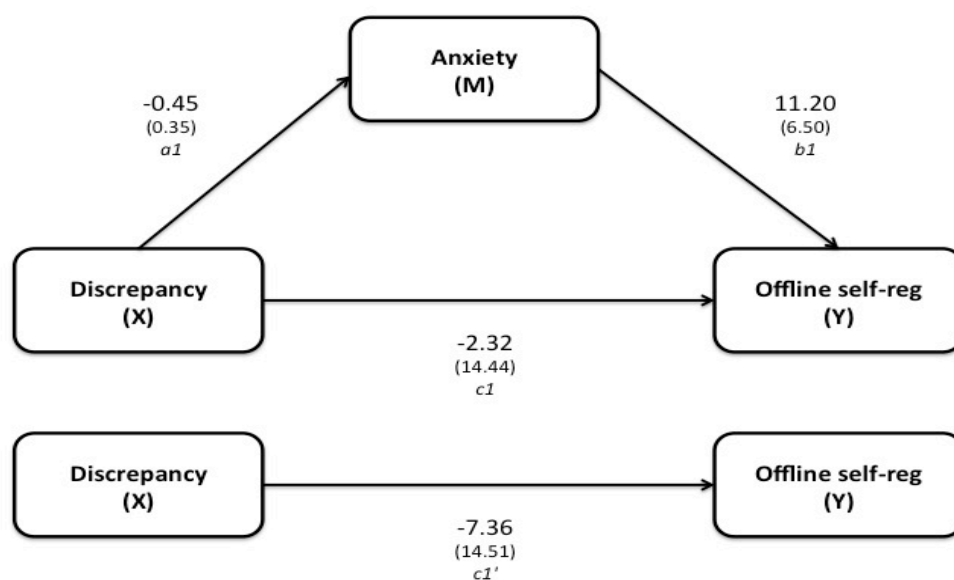 Anxiety
(M)
-0.45
(0.35)
a1
11.20
(6.50)
b1
Discrepancy
(X)
Offline self-reg
(Y)
-2.32
(14.44)
c1
Discrepancy
(X)
Offline self-reg
(Y)
-7.36
(14.51)
c1'